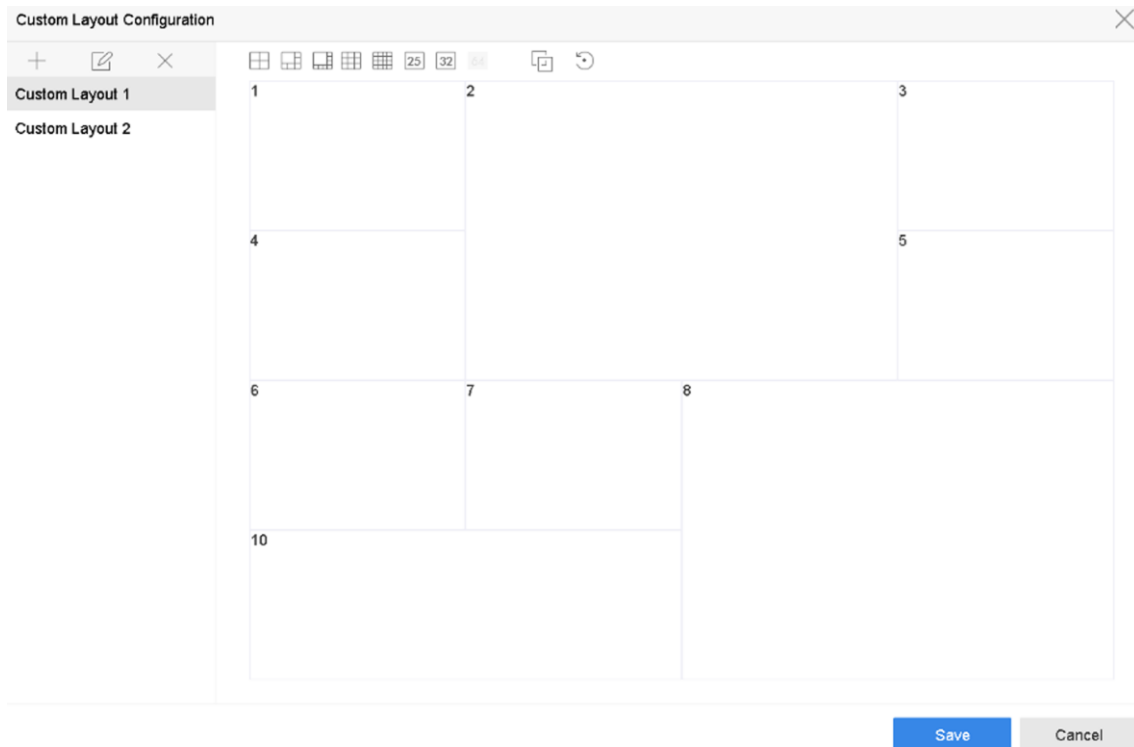 Custom Layout Configuration
25 32 64
Custom Layout 1
Custom Layout 2
1 2 3
4 5
6 7 8
10
Save Cancel